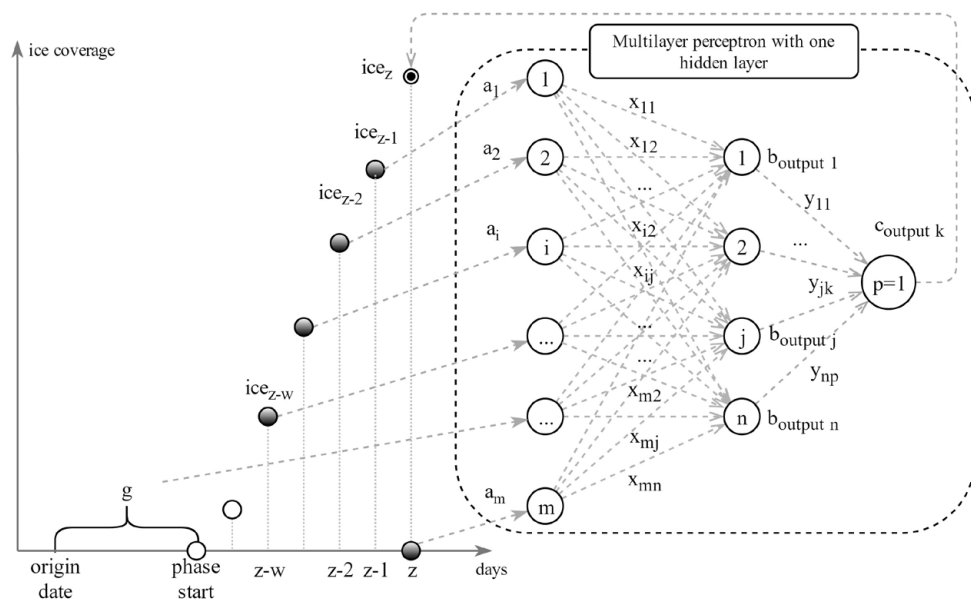 ice coverage
Multilayer perceptron with one
hidden layer
ice_z
a_1
1
x_11
ice_z-1
x_12
a_2
2
1
b_output 1
...
ice_z-2
y_11
a_i
x_i2
c_output k
i
2
...
x_ij
p=1
y_jk
...
...
j
b_output j
...
y_np
ice_z-w
x_m2
...
n
b_output n
x_mj
x_mn
g
a_m
m
origin
date
phase
start
z-w
z-2
z-1
z
days